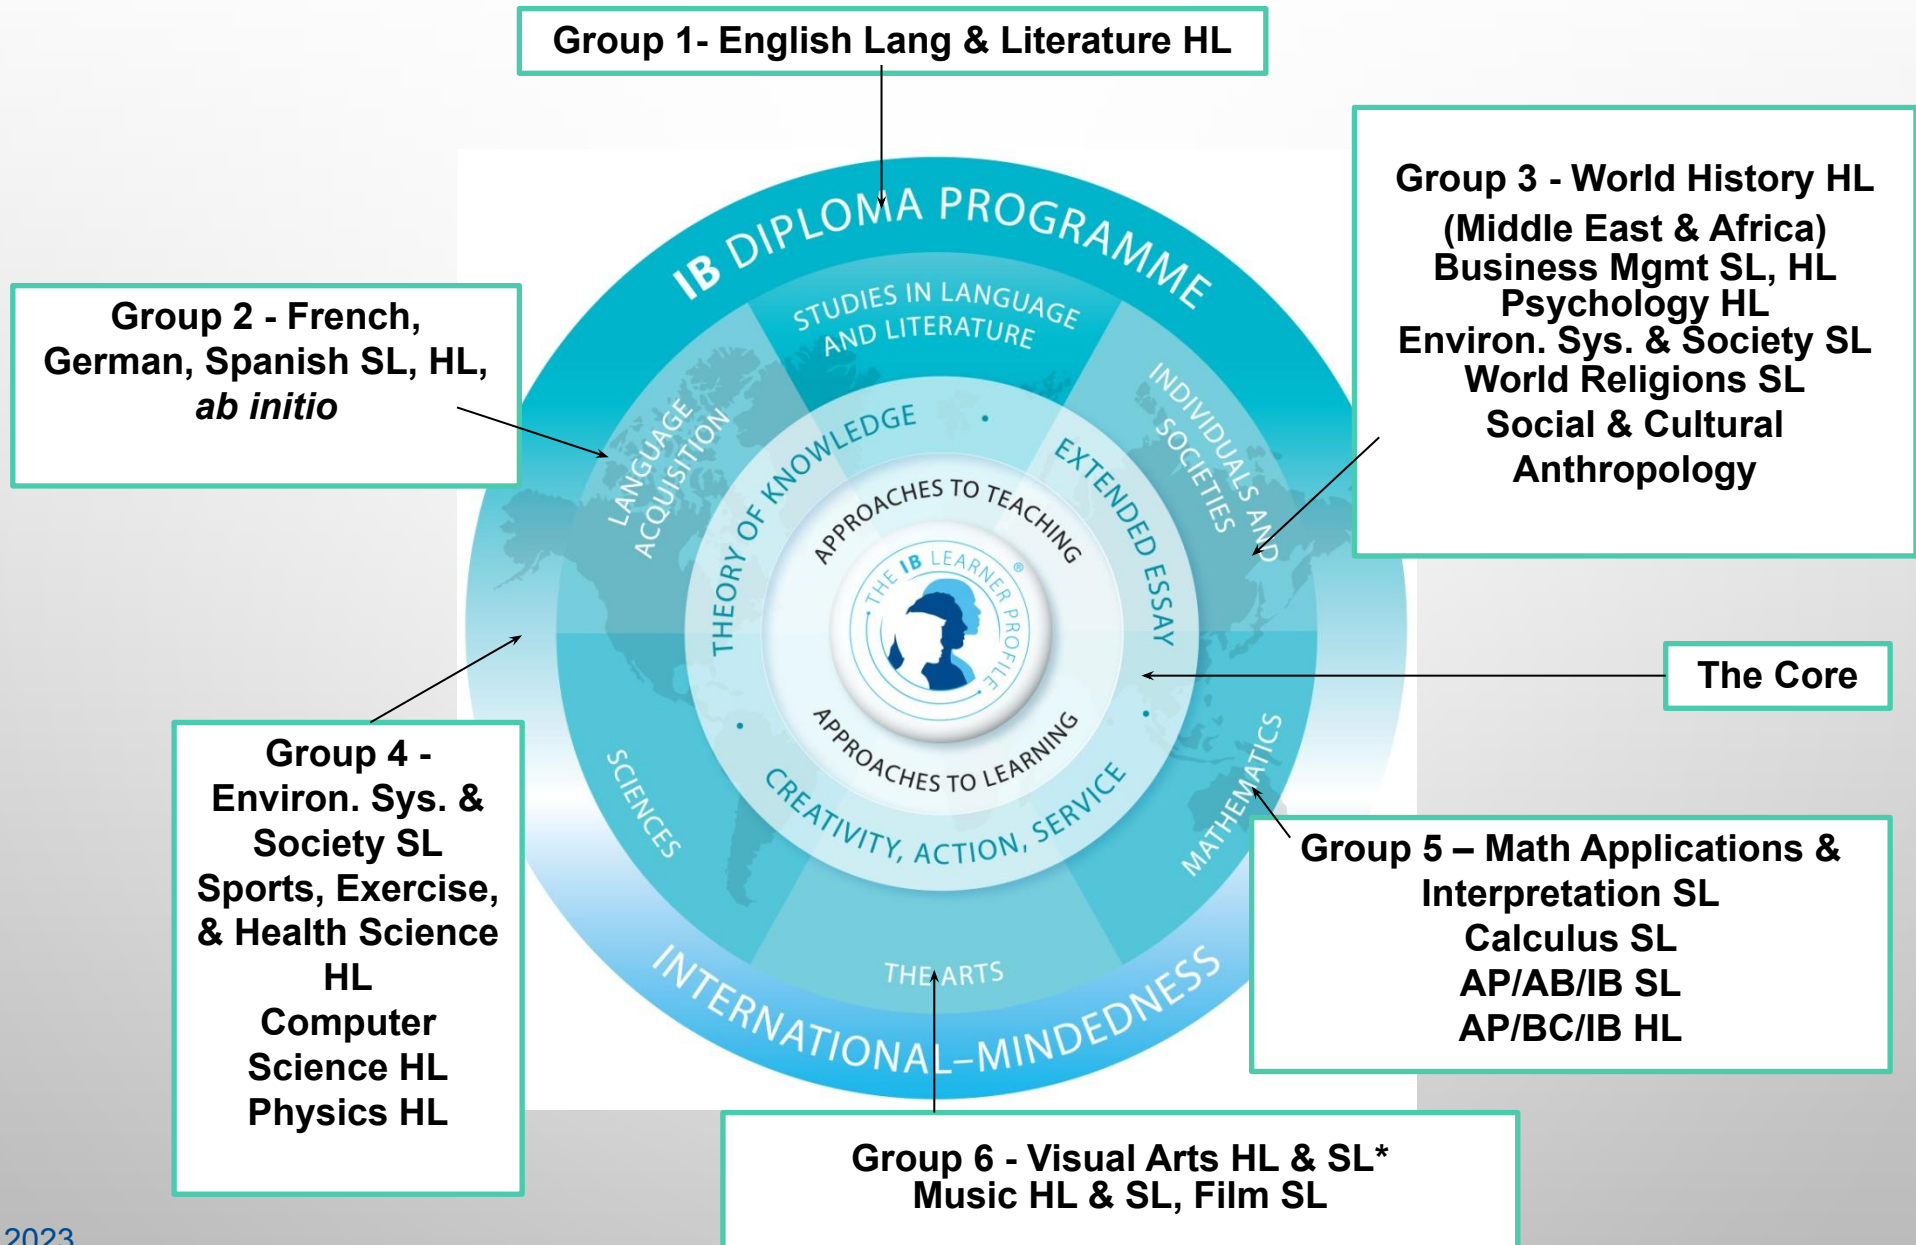 Group 1- English Lang & Literature HL
Group 2 - French,
German, Spanish SL, HL,
ab initio
Group 3 - World History HL
(Middle East & Africa)
Business Mgmt SL, HL
Psychology HL
Environ. Sys. & Society SL
World Religions SL
Social & Cultural
Anthropology
IB DIPLOMA PROGRAMME
STUDIES IN LANGUAGE
AND LITERATURE
LANGUAGE
ACQUISITION
INDIVIDUALS AND
SOCIETIES
THEORY OF KNOWLEDGE
EXTENDED ESSAY
APPROACHES TO TEACHING
THE IB LEARNER PROFILE ®
APPROACHES TO LEARNING
CREATIVITY, ACTION, SERVICE
SCIENCES
MATHEMATICS
THE ARTS
INTERNATIONAL–MINDEDNESS
The Core
Group 4 -
Environ. Sys. &
Society SL
Sports, Exercise,
& Health Science
HL
Computer
Science HL
Physics HL
Group 5 – Math Applications &
Interpretation SL
Calculus SL
AP/AB/IB SL
AP/BC/IB HL
Group 6 - Visual Arts HL & SL*
Music HL & SL, Film SL
2023